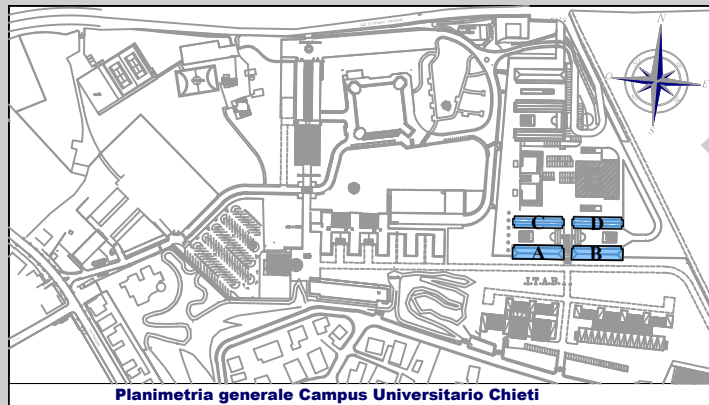 N
O
E
S
C
D
A
B
I.T.A.B.
Planimetria generale Campus Universitario Chieti